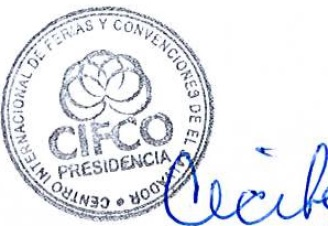 CENTRO INTERNACIONAL DE FERIAS Y CONVENCIONES DE EL SALVADOR
CIFCO
PRESIDENCIA